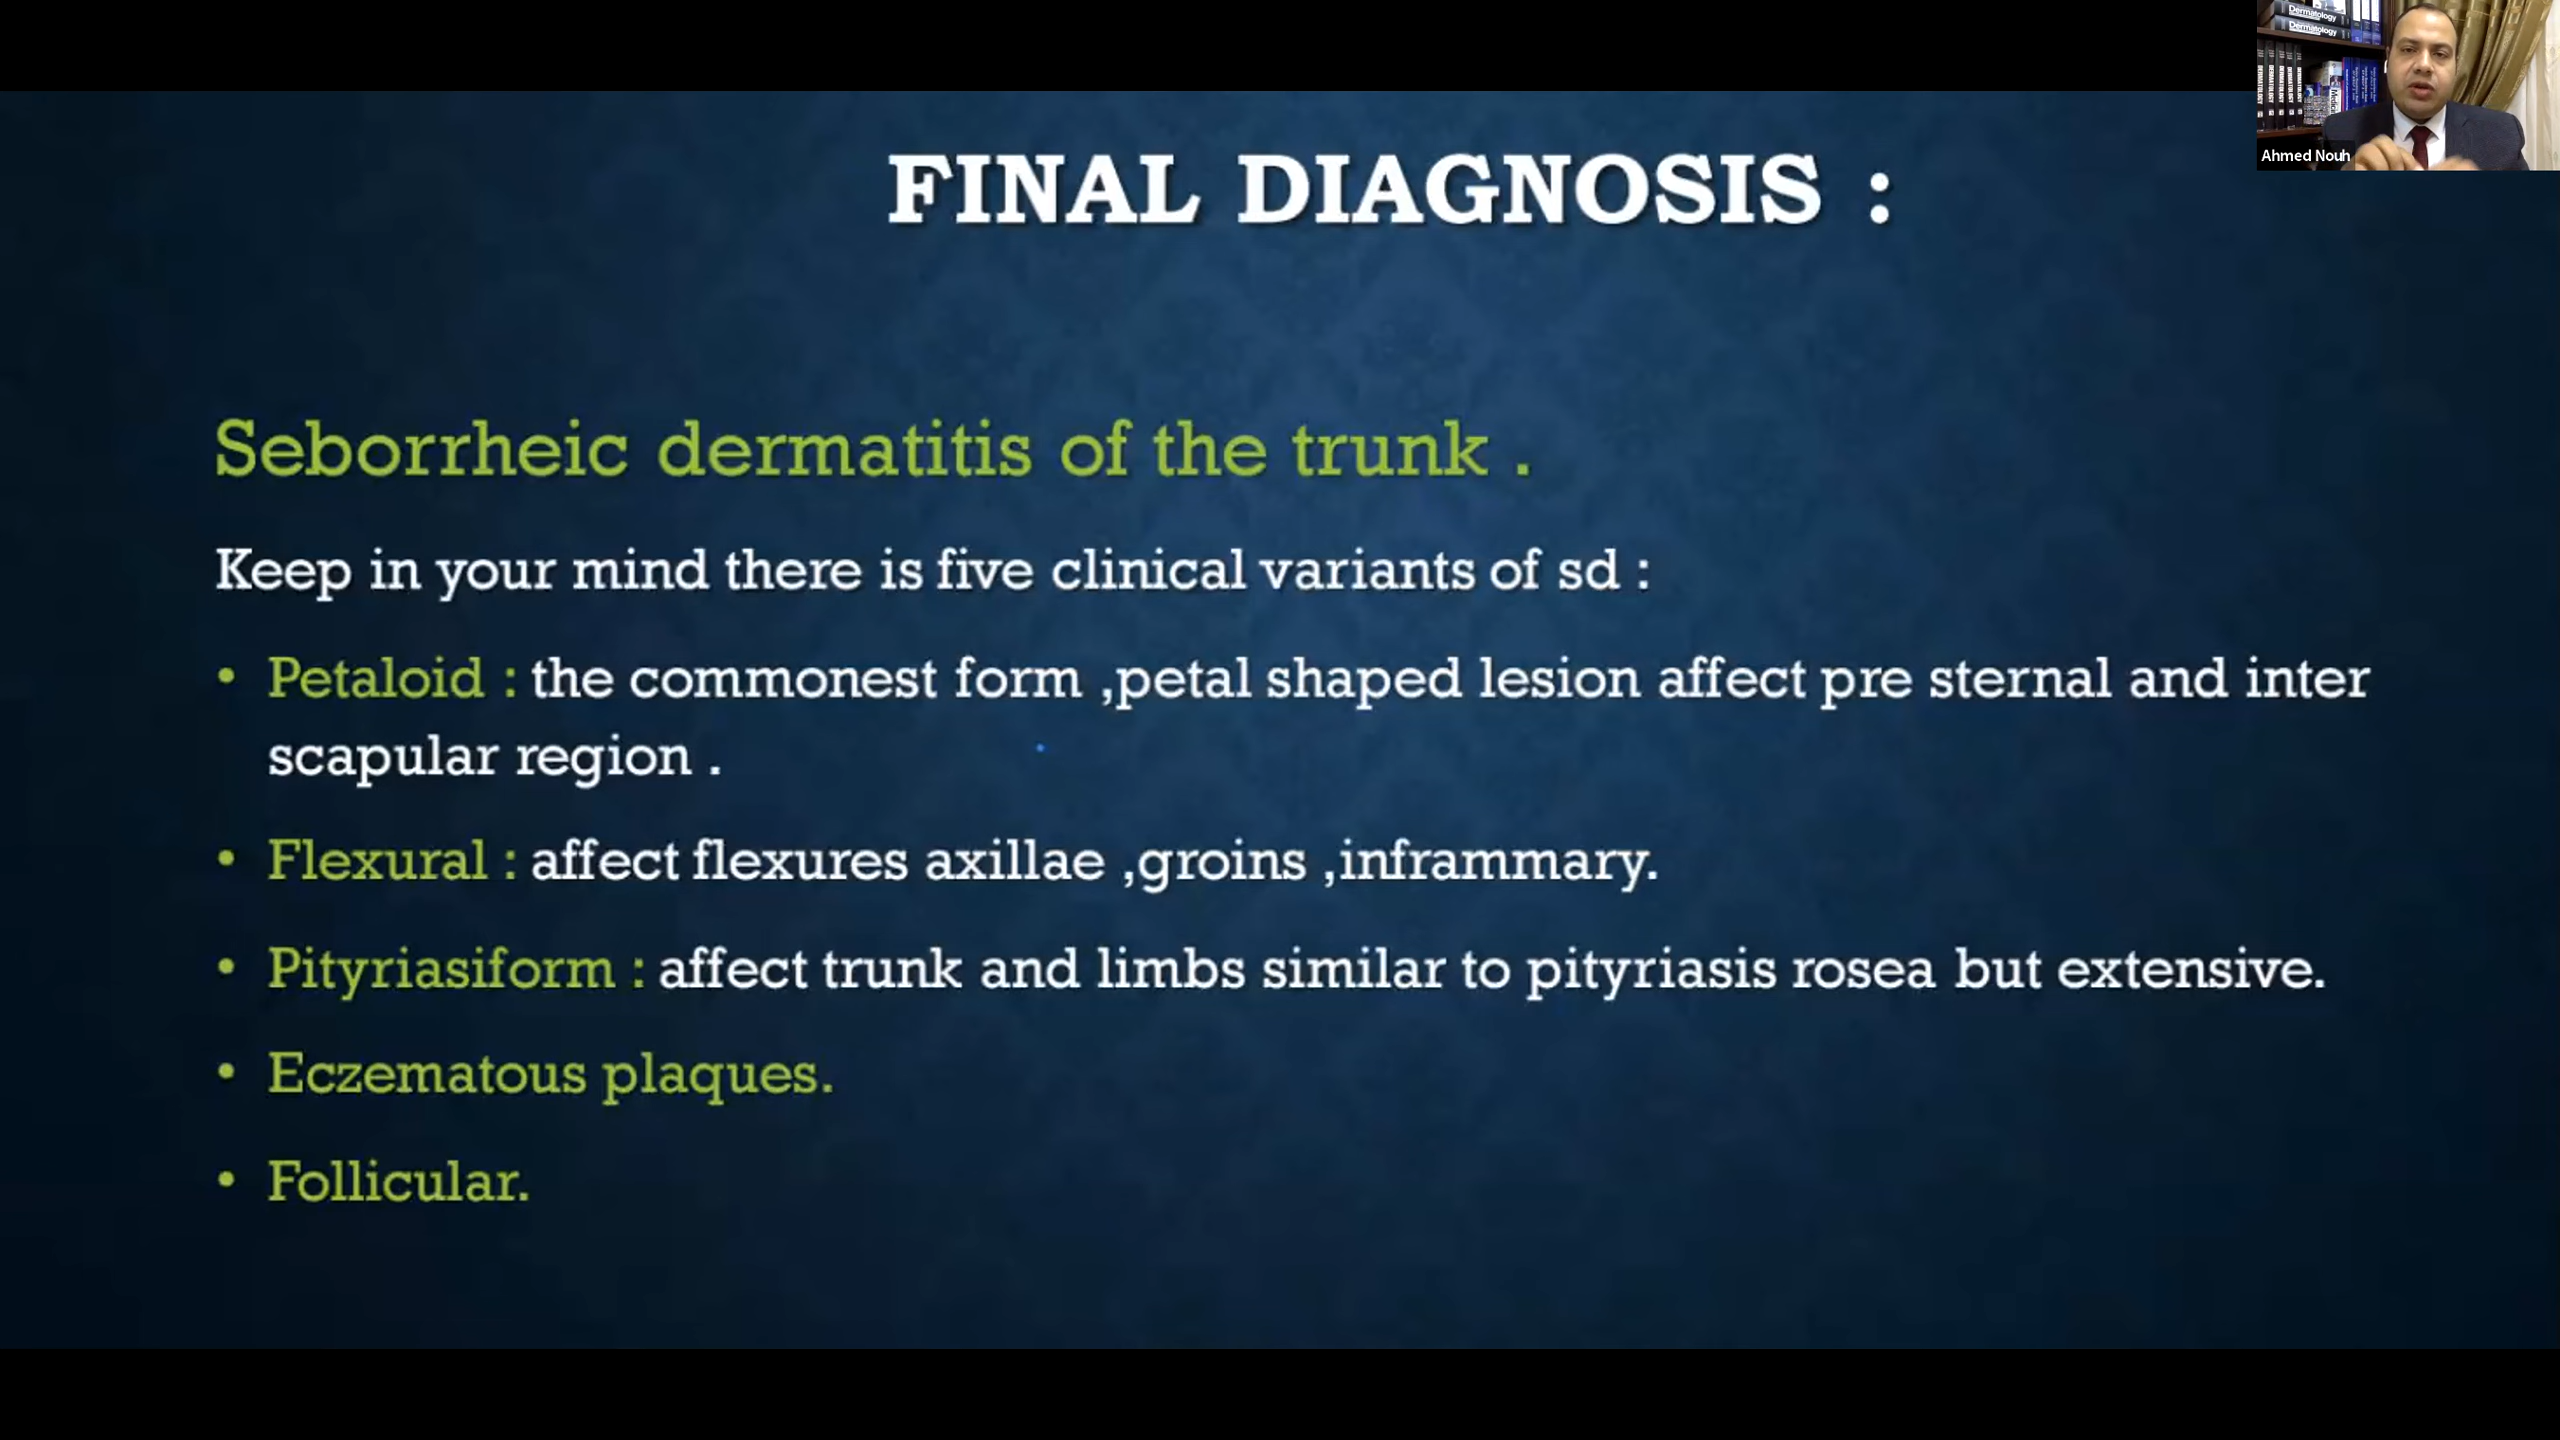 Dermatology
Dermatology
Ahmed Nouh
FINAL DIAGNOSIS :
Seborrheic dermatitis of the trunk .
Keep in your mind there is five clinical variants of sd :
• Petaloid : the commonest form ,petal shaped lesion affect pre sternal and inter
scapular region .
• Flexural : affect flexures axillae ,groins ,inframmary.
• Pityriasiform : affect trunk and limbs similar to pityriasis rosea but extensive.
• Eczematous plaques.
• Follicular.